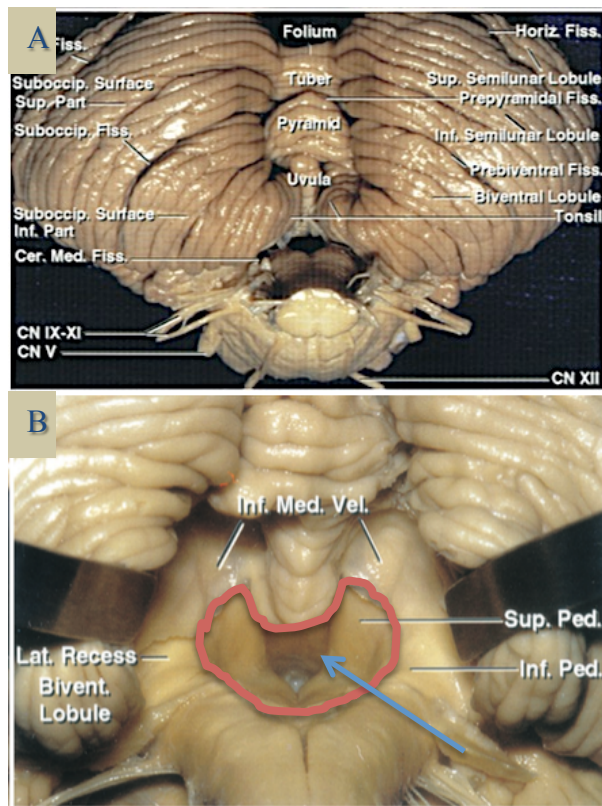 A
Fiss.
Suboccip. Surface
Sup. Part
Suboccip. Fiss.
Suboccip. Surface
Inf. Part
Cer. Med. Fiss.
CN IX-XI
CN V
Folium
Tuber
Pyramid
Uvula
Horiz. Fiss.
Sup. Semilunar Lobule
Prepyramidal Fiss.
Inf. Semilunar Lobule
Prebiventral Fiss.
Biventral Lobule
Tonsil
CN XII
B
Inf. Med. Vel.
Lat. Recess
Bivent.
Lobule
Sup. Ped.
Inf. Ped.